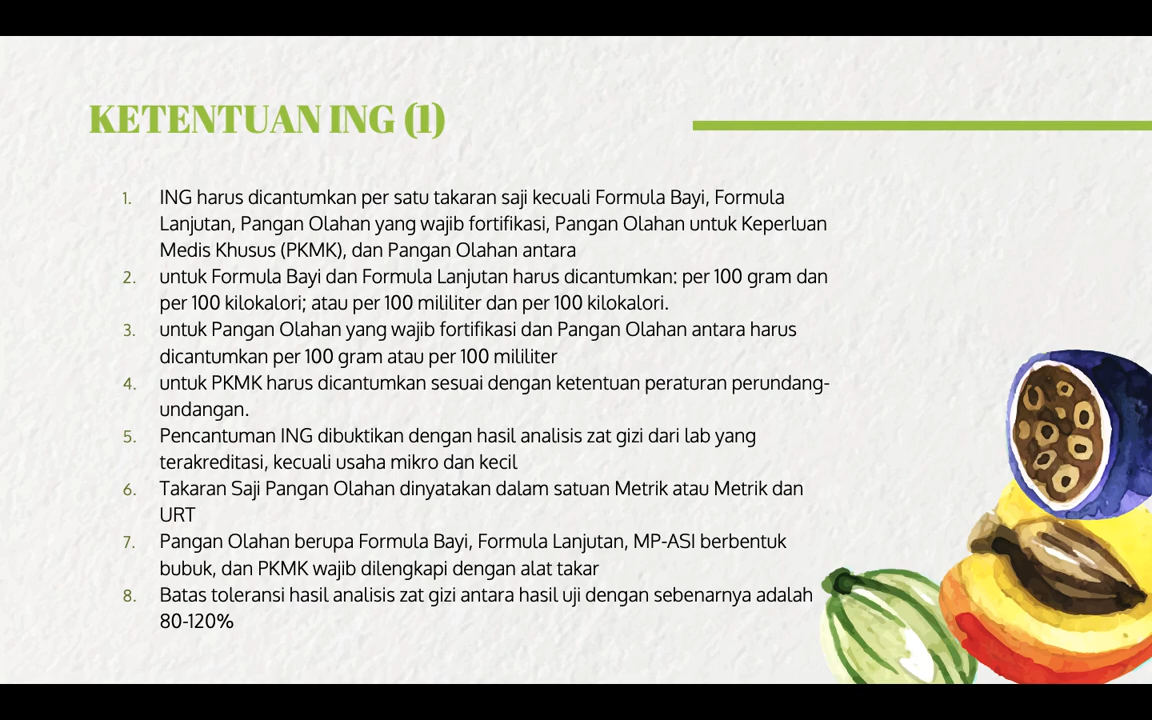 KETENTUAN ING (1)
1. ING harus dicantumkan per satu takaran saji kecuali Formula Bayi, Formula
Lanjutan, Pangan Olahan yang wajib fortifikasi, Pangan Olahan untuk Keperluan
Medis Khusus (PKMK), dan Pangan Olahan antara
2. untuk Formula Bayi dan Formula Lanjutan harus dicantumkan: per 100 gram dan
per 100 kilokalori; atau per 100 mililiter dan per 100 kilokalori.
3. untuk Pangan Olahan yang wajib fortifikasi dan Pangan Olahan antara harus
dicantumkan per 100 gram atau per 100 mililiter
4. untuk PKMK harus dicantumkan sesuai dengan ketentuan peraturan perundang-
undangan.
5. Pencantuman ING dibuktikan dengan hasil analisis zat gizi dari lab yang
terakreditasi, kecuali usaha mikro dan kecil
6. Takaran Saji Pangan Olahan dinyatakan dalam satuan Metrik atau Metrik dan
URT
7. Pangan Olahan berupa Formula Bayi, Formula Lanjutan, MP-ASI berbentuk
bubuk, dan PKMK wajib dilengkapi dengan alat takar
8. Batas toleransi hasil analisis zat gizi antara hasil uji dengan sebenarnya adalah
80-120%